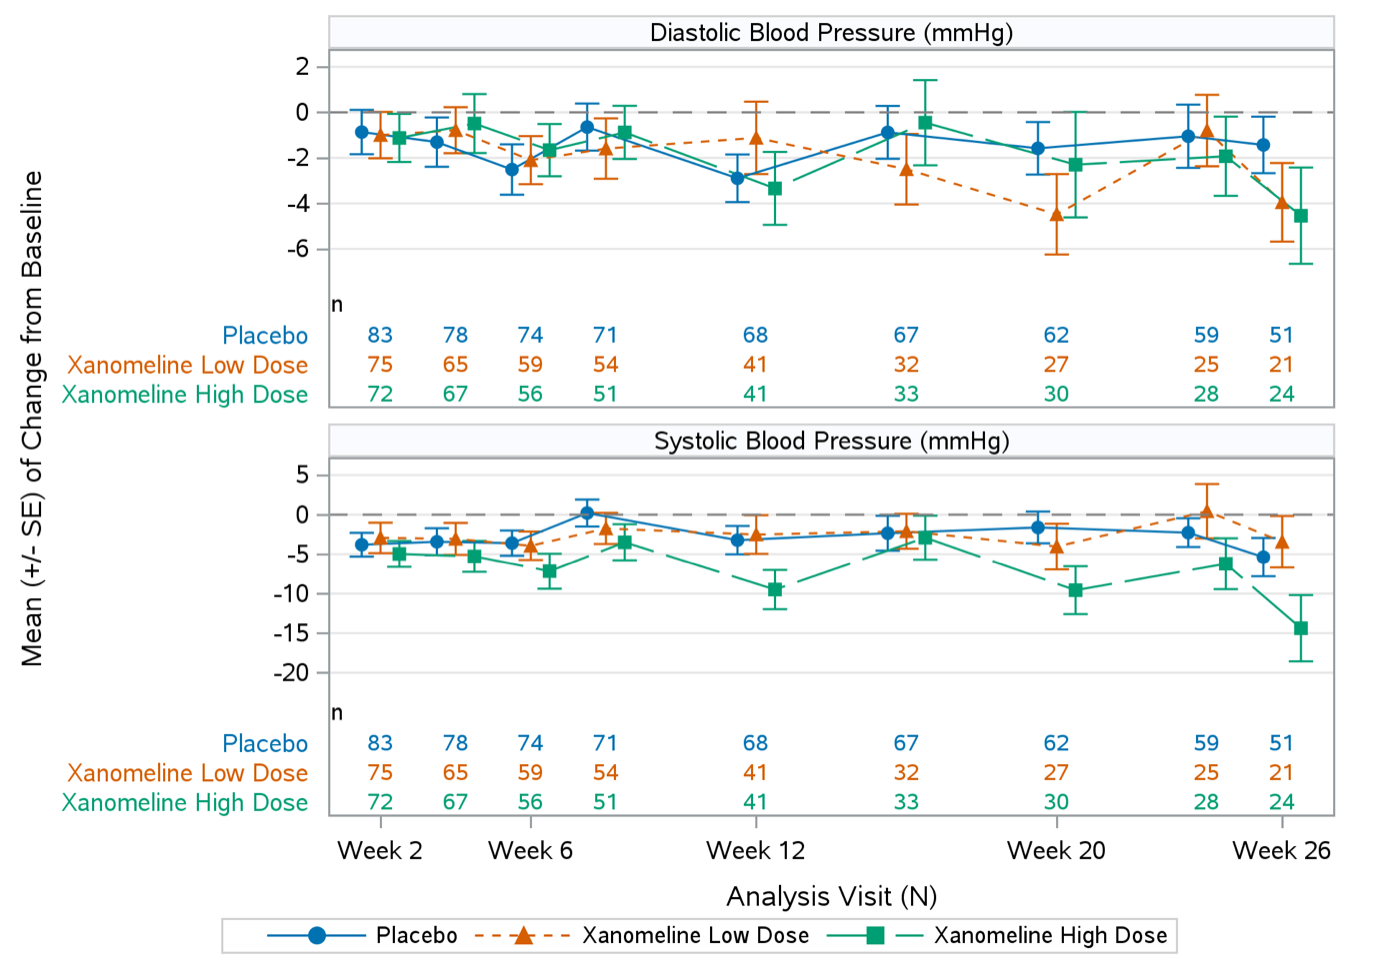 Diastolic Blood Pressure (mmHg)
2
0
-2
-4
-6
n
Placebo 83 78 74 71 68 67 62 59 51
Xanomeline Low Dose 75 65 59 54 41 32 27 25 21
Xanomeline High Dose 72 67 56 51 41 33 30 28 24
Mean (+/- SE) of Change from Baseline
Systolic Blood Pressure (mmHg)
5
0
-5
-10
-15
-20
n
Placebo 83 78 74 71 68 67 62 59 51
Xanomeline Low Dose 75 65 59 54 41 32 27 25 21
Xanomeline High Dose 72 67 56 51 41 33 30 28 24
Week 2 Week 6 Week 12 Week 20 Week 26
Analysis Visit (N)
Placebo Xanomeline Low Dose Xanomeline High Dose